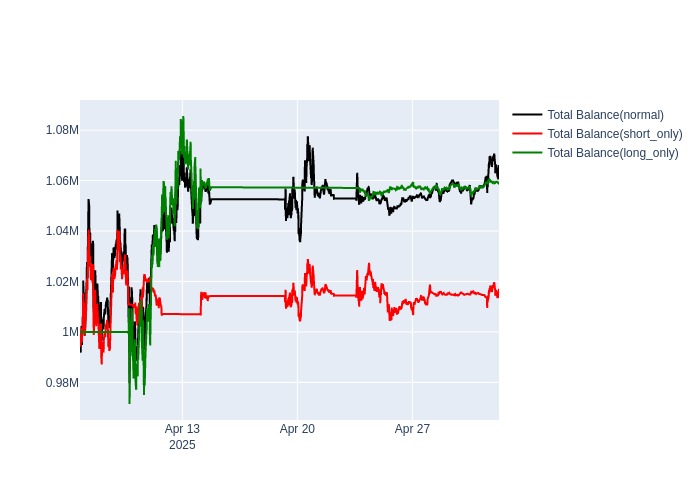 1.08M
1.06M
1.04M
1.02M
1M
0.98M
Apr 13
2025
Apr 20
Apr 27
Total Balance(normal)
Total Balance(short_only)
Total Balance(long_only)